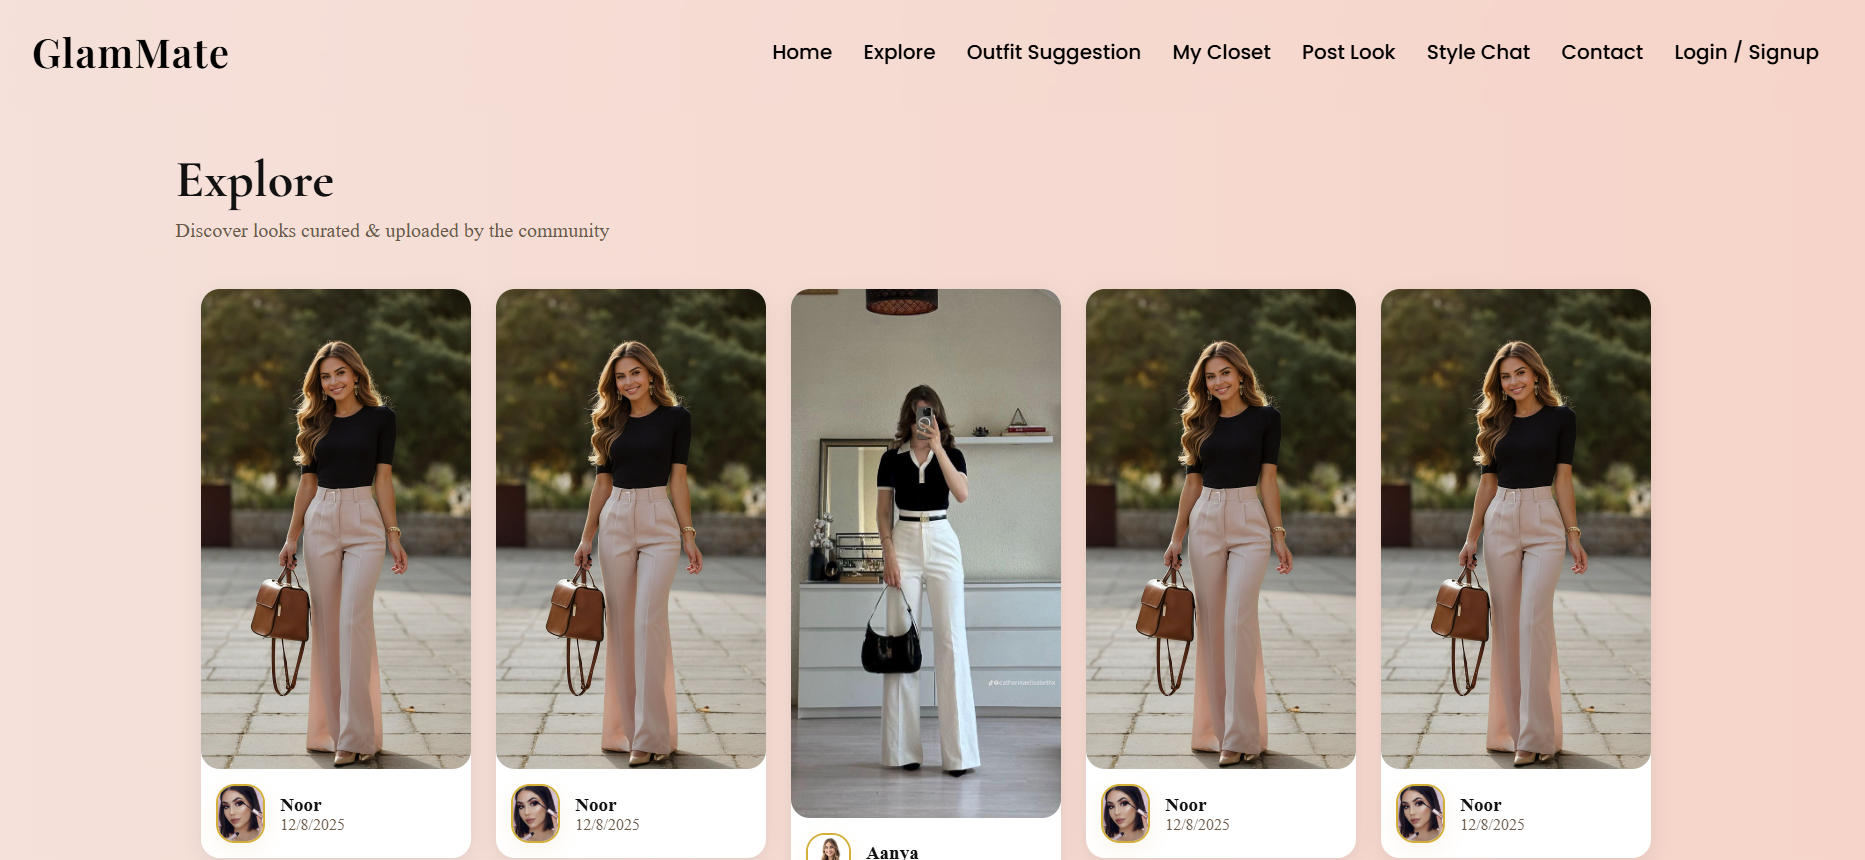 GlamMate
Home Explore Outfit Suggestion My Closet Post Look Style Chat Contact Login / Signup
Explore
Discover looks curated & uploaded by the community
Noor
12/8/2025
Noor
12/8/2025
Aanya
Noor
12/8/2025
Noor
12/8/2025